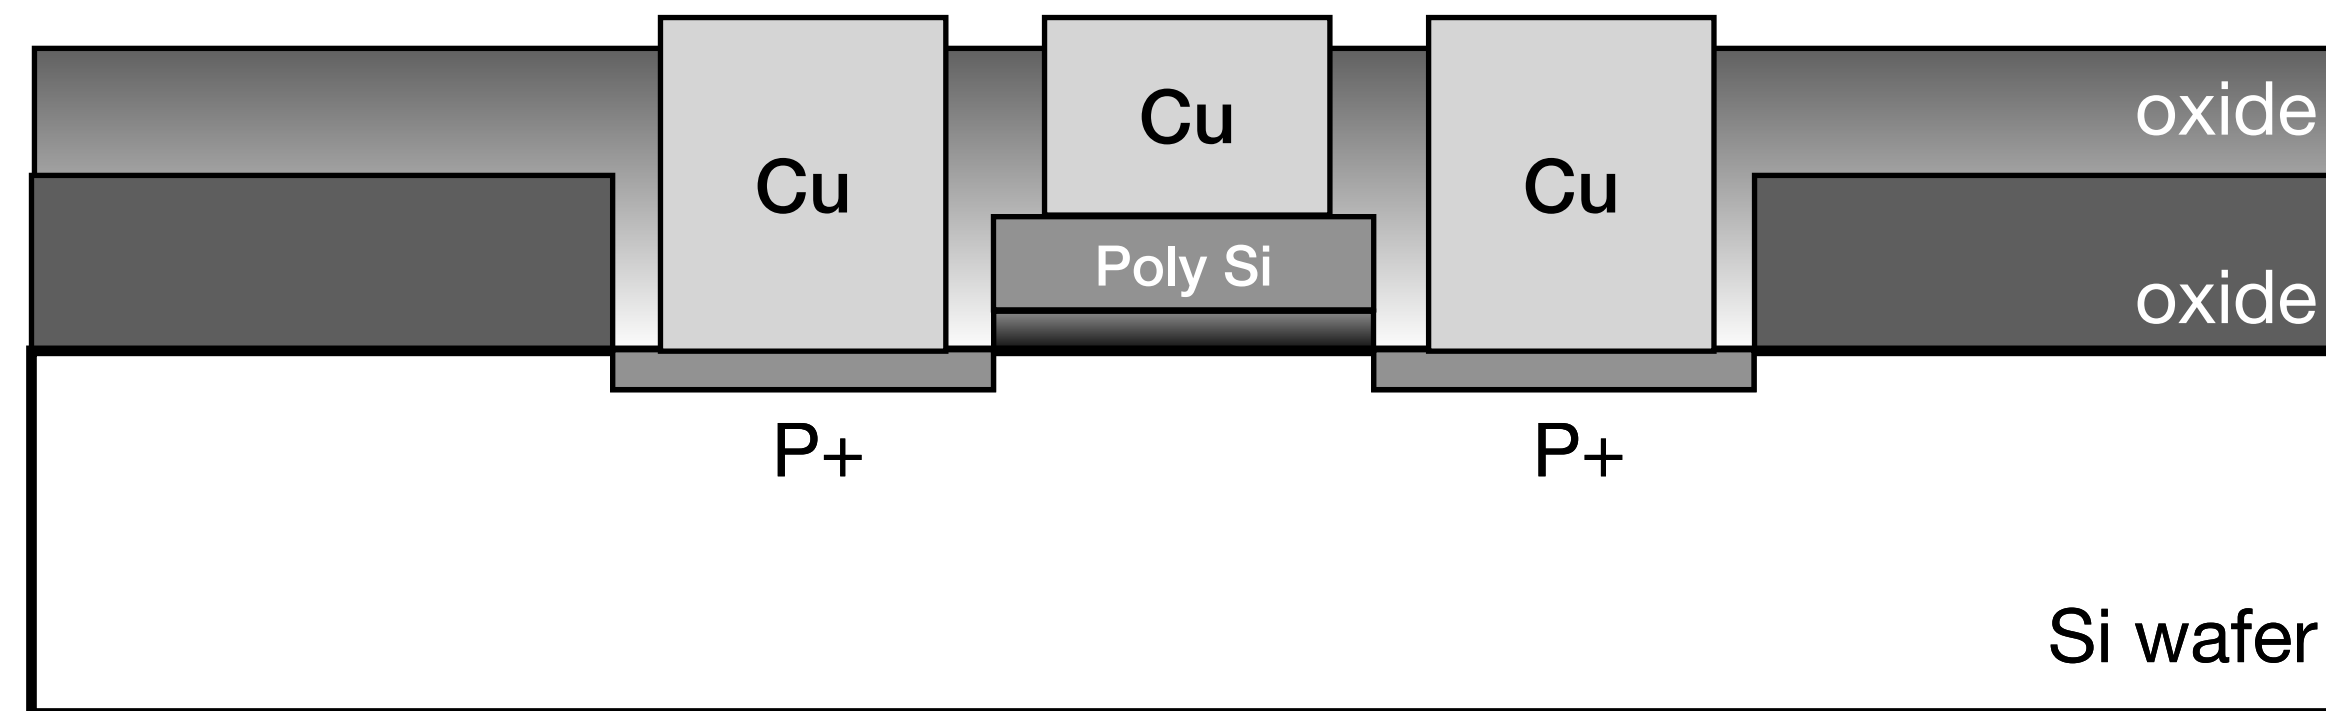 oxide
Cu
Cu
Cu
Poly Si
oxide
P+
P+
Si wafer